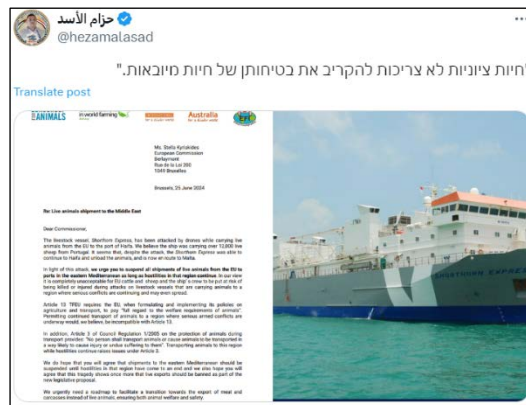 حزام الأسد
@hezamalasad
"חיות ציוניות לא צריכות להקריב את בטיחותן של חיות מיובאות."
Translate post
ANIMALS
in world farming
Australia
Ms. Stella Kyriakides
European Commission
Berlaymont
Rue de la Loi 200
1049 Bruxelles
Brussels, 25 June 2024
Re: Live animals shipment to the Middle East
Dear Commissioner,
The livestock vessel, Shorthorn Express, has been attacked by drones while carrying live
animals from the EU to the port of Haifa. We believe the ship was carrying over 12,800 live
sheep from Portugal. It seems that, despite the attack, the Shorthorn Express was able to
continue to Haifa and unload the animals, and is now en route to Malta.
In light of this attack, we urge you to suspend all shipments of live animals from the EU to
ports in the eastern Mediterranean as long as hostilities in that region continue. In our view
it is completely unacceptable for EU cattle and sheep and the ship's crew to be put at risk of
being killed or injured during attacks on livestock vessels that are carrying animals to a
region where serious conflicts are continuing and may even spread.
Article 13 TFEU requires the EU, when formulating and implementing its policies on
agriculture and transport, to pay "full regard to the welfare requirements of animals".
Permitting continued transport of animals to a region where serious armed conflicts are
underway would, we believe, be incompatible with Article 13.
In addition, Article 3 of Council Regulation 1/2005 on the protection of animals during
transport provides: "No person shall transport animals or cause animals to be transported in
a way likely to cause injury or undue suffering to them". Transporting animals to this region
while hostilities continue raises issues under Article 3.
We do hope that you will agree that shipments to the eastern Mediterranean should be
suspended until hostilities in that region have come to an end and we also hope you will
agree that this tragedy shows once more that live exports should be banned as part of the
new legislative proposal.
We urgently need a roadmap to facilitate a transition towards the export of meat and
carcasses instead of live animals, ensuring both animal welfare and safety.
SHORTHORN EXPRESS